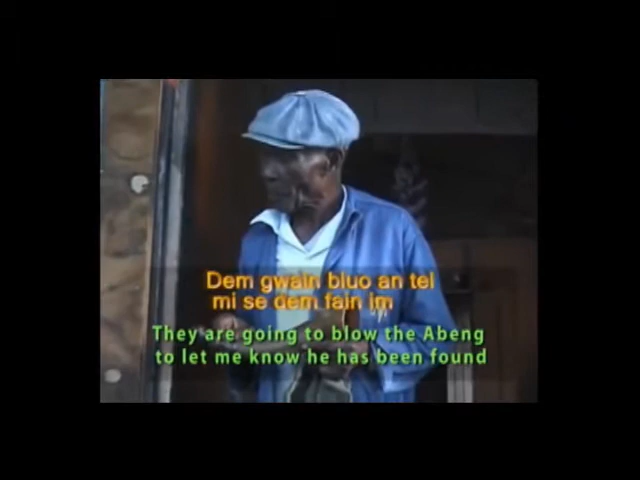 Dem gwain bluo an tel
mi se dem fain im
They are going to blow the Abeng
to let me know he has been found